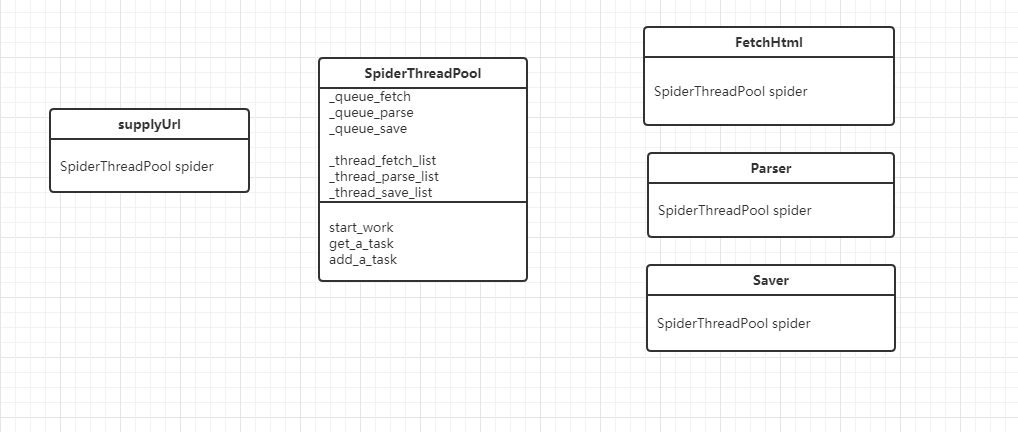 supplyUrl
SpiderThreadPool spider
SpiderThreadPool
_queue_fetch
_queue_parse
_queue_save
_thread_fetch_list
_thread_parse_list
_thread_save_list
start_work
get_a_task
add_a_task
FetchHtml
SpiderThreadPool spider
Parser
SpiderThreadPool spider
Saver
SpiderThreadPool spider